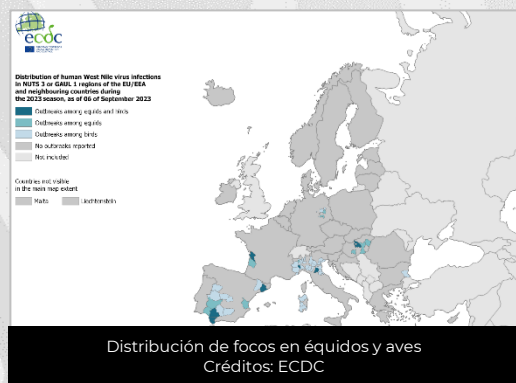 ecdc
Distribution of human West Nile virus infections
in NUTS 3 or GAUL 1 regions of the EU/EEA
and neighbouring countries during
the 2023 season, as of 06 of September 2023
Outbreaks among equids and birds
Outbreaks among equids
Outbreaks among birds
No outbreaks reported
Not included
Countries not visible
in the main map extent
Malta
Liechtenstein
Distribución de focos en équidos y aves
Créditos: ECDC